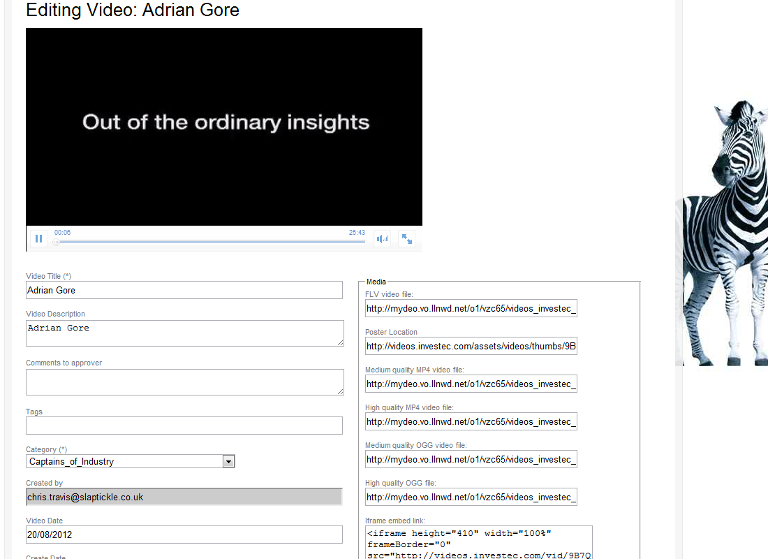 Editing Video: Adrian Gore
Out of the ordinary insights
00:06
25:43
Video Title (*)
Adrian Gore
Video Description
Adrian Gore
Comments to approver
Tags
Category (*)
Captains_of_Industry
Created by
chris.travis@slaptickle.co.uk
Video Date
20/08/2012
Create Date
Media
FLV video file:
http://mydeo.vo.llnwd.net/o1/vzc65/videos_investec_
Poster Location
http://videos.investec.com/assets/videos/thumbs/9B
Medium quality MP4 video file:
http://mydeo.vo.llnwd.net/o1/vzc65/videos_investec_
High quality MP4 video file:
http://mydeo.vo.llnwd.net/o1/vzc65/videos_investec_
Medium quality OGG video file:
http://mydeo.vo.llnwd.net/o1/vzc65/videos_investec_
High quality OGG file:
http://mydeo.vo.llnwd.net/o1/vzc65/videos_investec_
Iframe embed link:
<iframe height="410" width="100%"
frameBorder="0"
src="http://videos.investec.com/vid/9B7Q